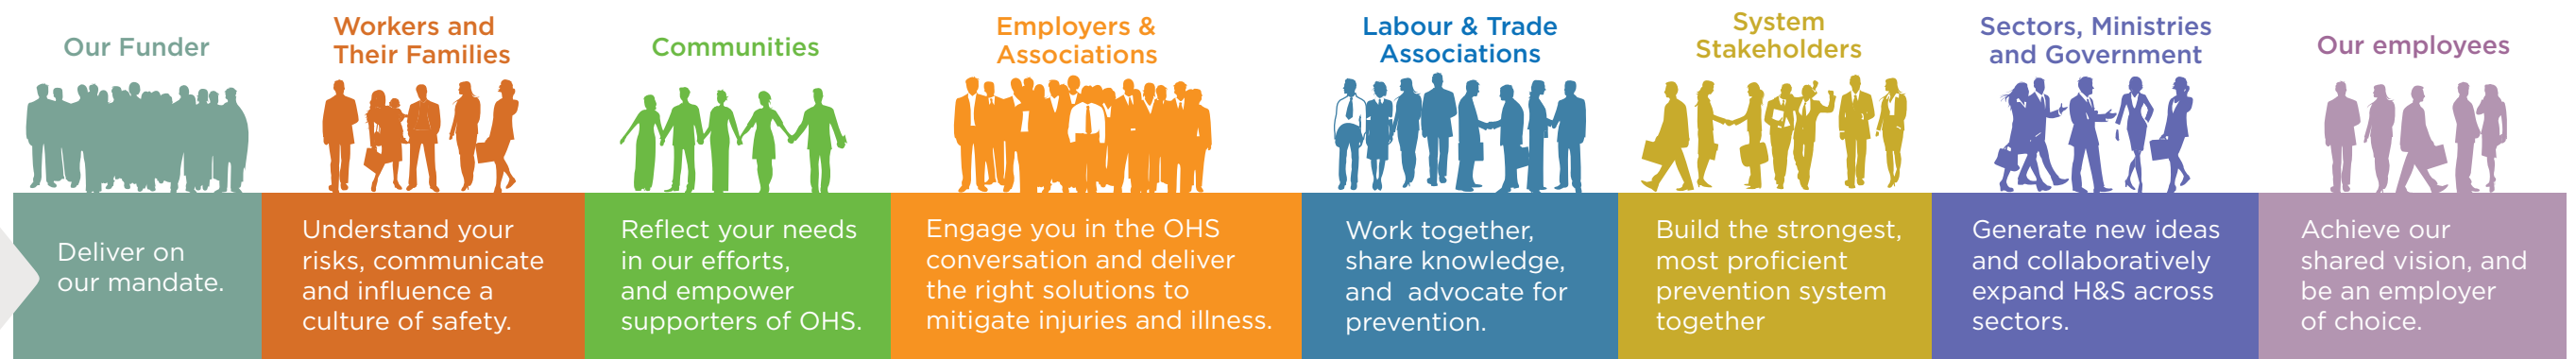 Our Funder
Deliver on
our mandate.
Workers and
Their Families
Understand your
risks, communicate
and influence a
culture of safety.
Communities
Reflect your needs
in our efforts,
and empower
supporters of OHS.
Employers &
Associations
Engage you in the OHS
conversation and deliver
the right solutions to
mitigate injuries and illness.
Labour & Trade
Associations
Work together,
share knowledge,
and advocate for
prevention.
System
Stakeholders
Build the strongest,
most proficient
prevention system
together
Sectors, Ministries
and Government
Generate new ideas
and collaboratively
expand H&S across
sectors.
Our employees
Achieve our
shared vision, and
be an employer
of choice.